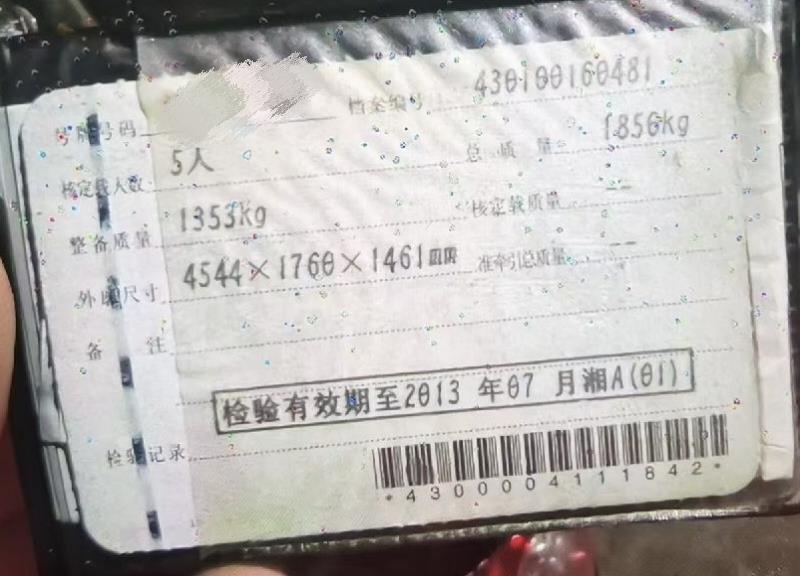 号牌号码 档案编号 430100160481
核定载人数 5人 总质量 1850kg
整备质量 1353kg 核定载质量 --
外廓尺寸 4544×1760×1461mm 准牵引总质量 --
备注
检验有效期至2013 年07 月湘A(01)
检验记录
*4300004111842*